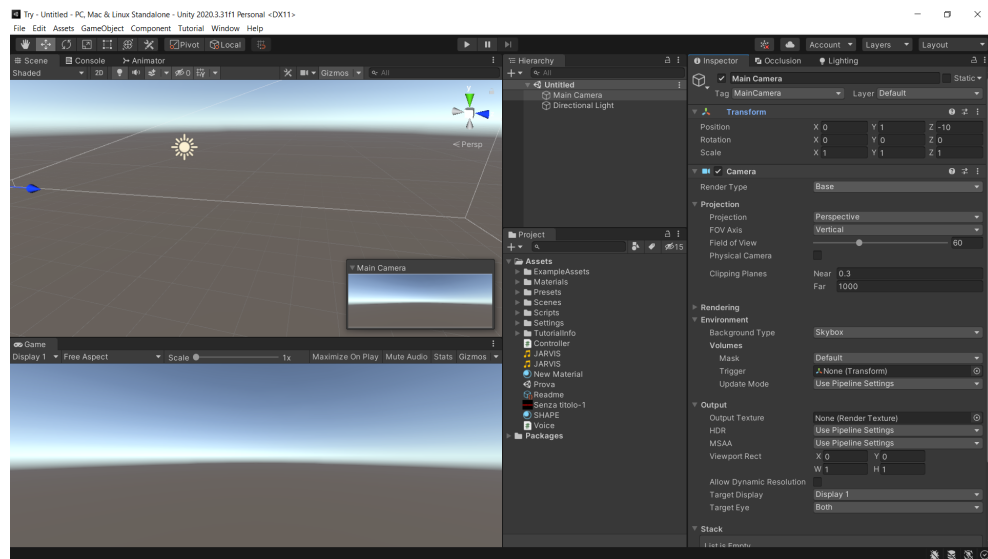 Try - Untitled - PC, Mac & Linux Standalone - Unity 2020.3.31f1 Personal <DX11>
File Edit Assets GameObject Component Tutorial Window Help
Pivot Local
Account Layers Layout
Scene Console Animator
Shaded 2D Gizmos All
y
Persp
Main Camera
Game
Display 1 Free Aspect Scale 1x Maximize On Play Mute Audio Stats Gizmos
Hierarchy
All
Untitled
Main Camera
Directional Light
Project
15
Assets
ExampleAssets
Materials
Presets
Scenes
Scripts
Settings
TutorialInfo
Controller
JARVIS
JARVIS
New Material
Prova
Readme
Senza titolo-1
SHAPE
Voice
Packages
Inspector Occlusion Lighting
Main Camera Static
Tag MainCamera Layer Default
Transform
Position X 0 Y 1 Z -10
Rotation X 0 Y 0 Z 0
Scale X 1 Y 1 Z 1
Camera
Render Type Base
Projection
Projection Perspective
FOV Axis Vertical
Field of View 60
Physical Camera
Clipping Planes Near 0.3
Far 1000
Rendering
Environment
Background Type Skybox
Volumes
Mask Default
Trigger None (Transform)
Update Mode Use Pipeline Settings
Output
Output Texture None (Render Texture)
HDR Use Pipeline Settings
MSAA Use Pipeline Settings
Viewport Rect X 0 Y 0
W 1 H 1
Allow Dynamic Resolution
Target Display Display 1
Target Eye Both
Stack
List is Empty